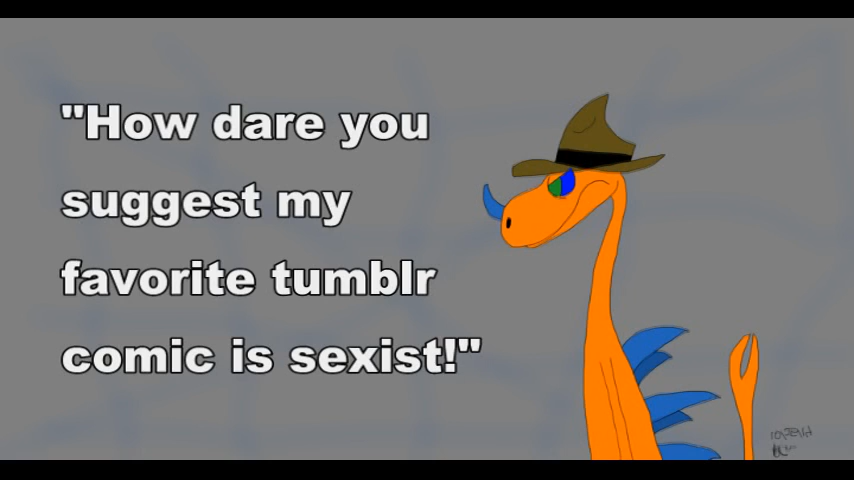 "How dare you
suggest my
favorite tumblr
comic is sexist!"